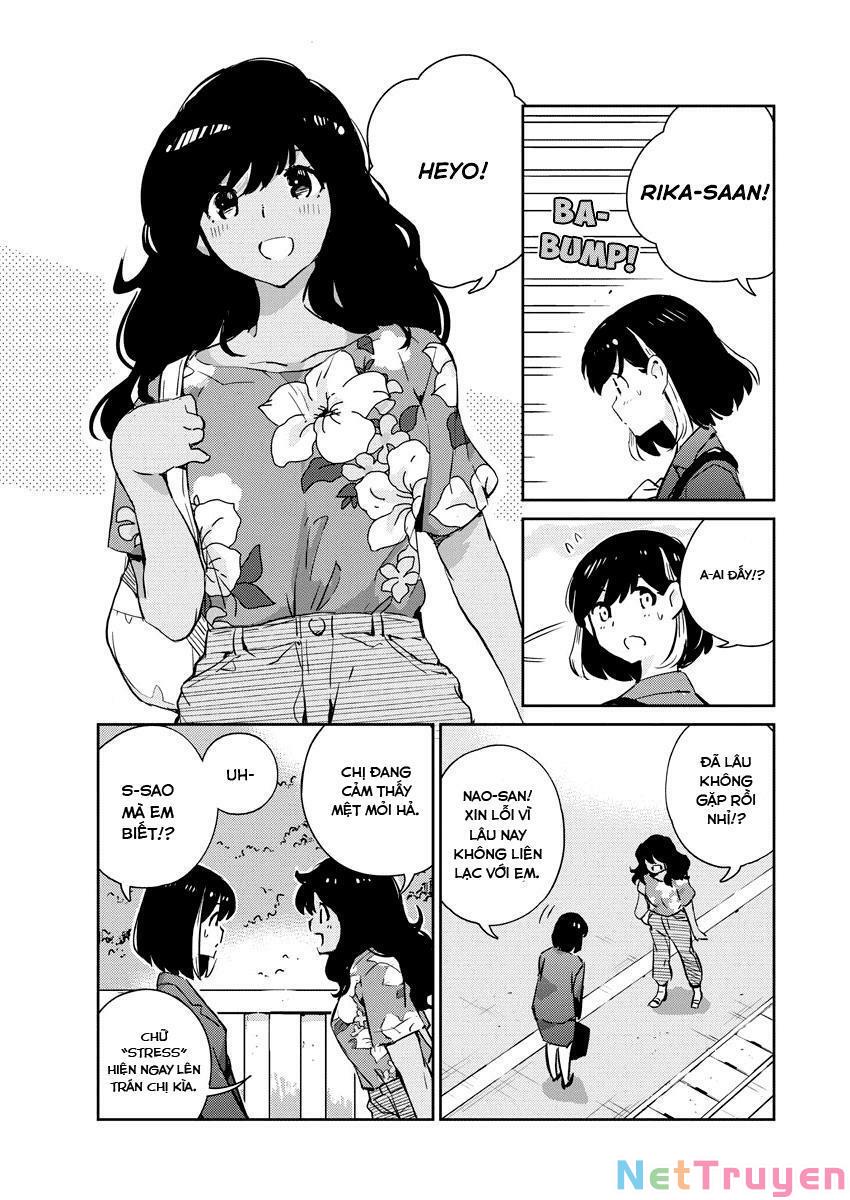 RIKA-SAAN!
BA-
BUMP!
HEYO!
A-AI ĐẤY!?
ĐÃ LÂU
KHÔNG
GẶP RỒI
NHỈ!?
NAO-SAN!
XIN LỖI VÌ
LÂU NAY
KHÔNG LIÊN
LẠC VỚI EM.
CHỊ ĐANG
CẢM THẤY
MỆT MỎI HẢ.
UH-
S-SAO
MÀ EM
BIẾT!?
CHỮ
"STRESS"
HIỆN NGAY LÊN
TRÁN CHỊ KÌA.
NetTruyen